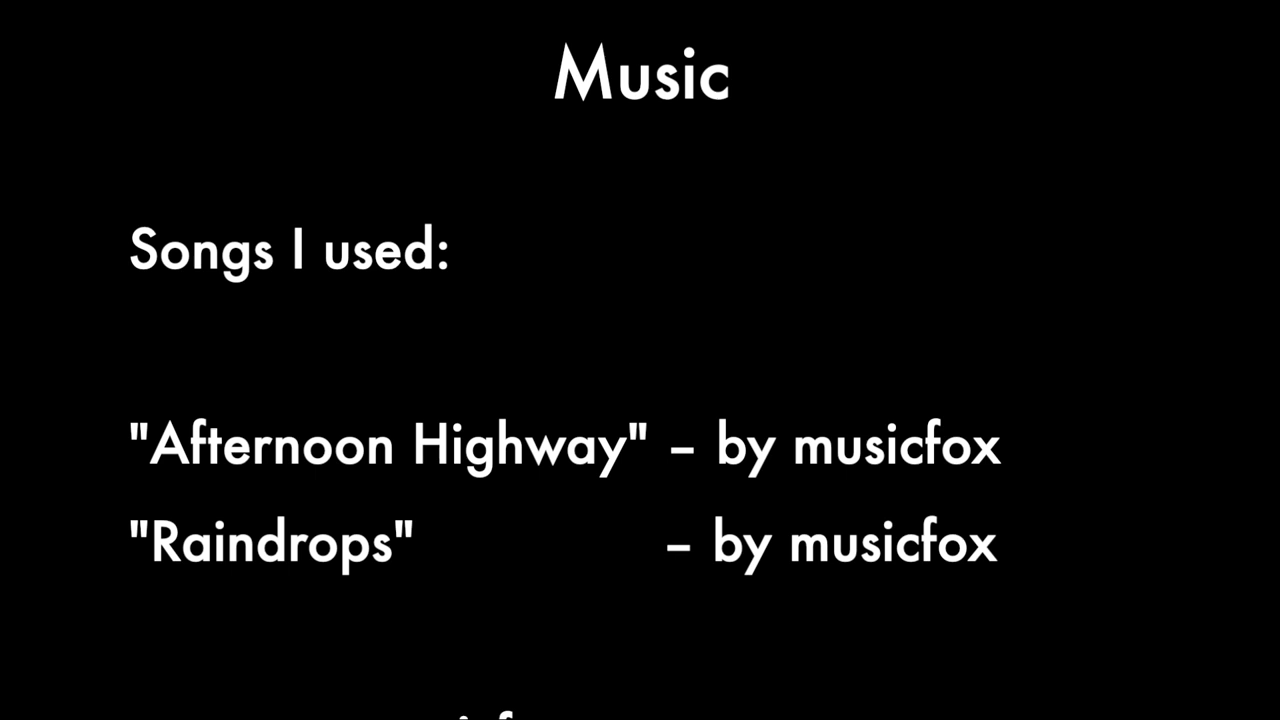 Music
Songs I used:
"Afternoon Highway" – by musicfox
"Raindrops" – by musicfox